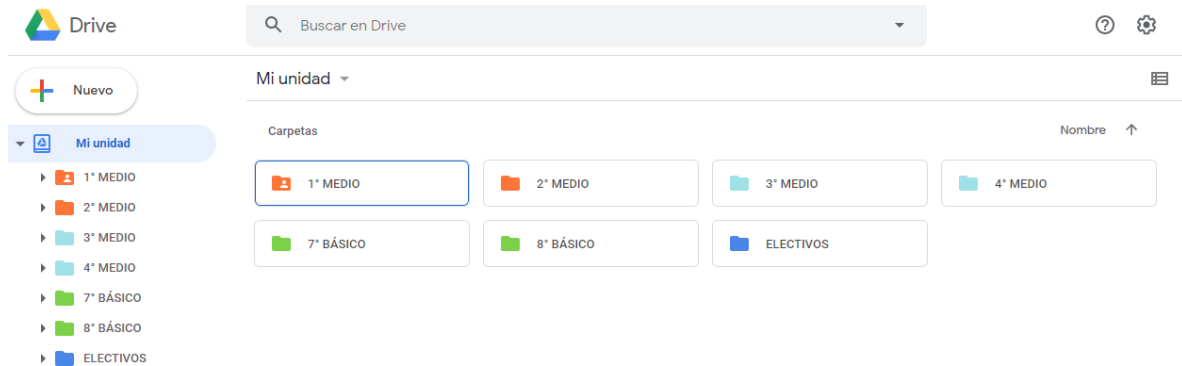 Drive
Buscar en Drive
Nuevo
Mi unidad
Mi unidad
1° MEDIO
2° MEDIO
3° MEDIO
4° MEDIO
7° BÁSICO
8° BÁSICO
ELECTIVOS
Carpetas Nombre
1° MEDIO 2° MEDIO 3° MEDIO 4° MEDIO
7° BÁSICO 8° BÁSICO ELECTIVOS